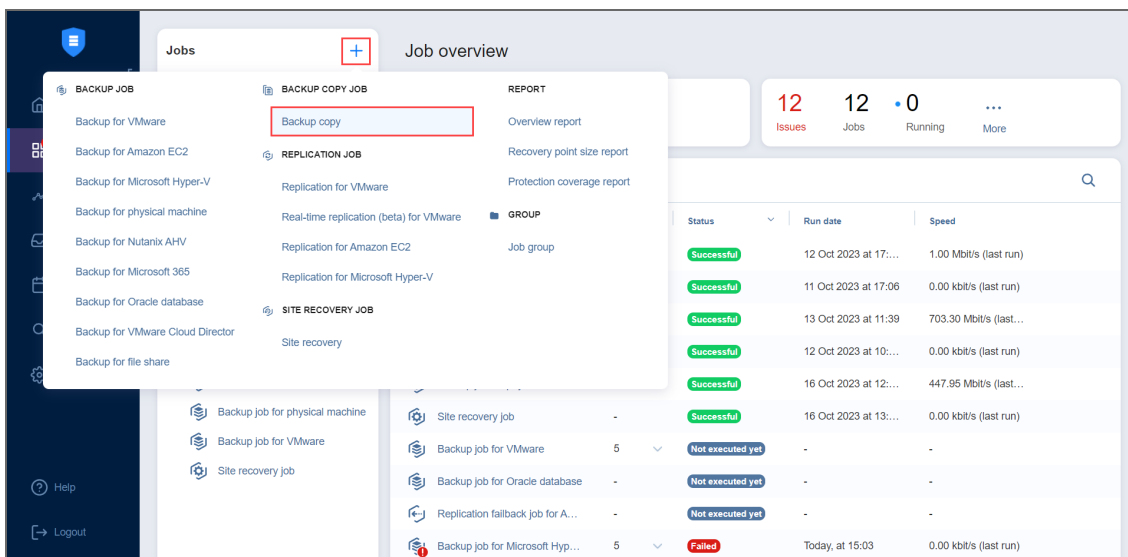 Jobs
+
Job overview
BACKUP JOB
Backup for VMware
Backup for Amazon EC2
Backup for Microsoft Hyper-V
Backup for physical machine
Backup for Nutanix AHV
Backup for Microsoft 365
Backup for Oracle database
Backup for VMware Cloud Director
Backup for file share
BACKUP COPY JOB
Backup copy
REPLICATION JOB
Replication for VMware
Real-time replication (beta) for VMware
Replication for Amazon EC2
Replication for Microsoft Hyper-V
SITE RECOVERY JOB
Site recovery
REPORT
Overview report
Recovery point size report
Protection coverage report
GROUP
Job group
12 12 0 ...
Issues Jobs Running More
Status Run date Speed
Successful 12 Oct 2023 at 17:... 1.00 Mbit/s (last run)
Successful 11 Oct 2023 at 17:06 0.00 kbit/s (last run)
Successful 13 Oct 2023 at 11:39 703.30 Mbit/s (last...
Successful 12 Oct 2023 at 10:... 0.00 kbit/s (last run)
Successful 16 Oct 2023 at 12:... 447.95 Mbit/s (last...
Site recovery job - Successful 16 Oct 2023 at 13:... 0.00 kbit/s (last run)
Backup job for VMware 5 Not executed yet - -
Backup job for Oracle database - Not executed yet - -
Replication failback job for A... - Not executed yet - -
Backup job for Microsoft Hyp... 5 Failed Today, at 15:03 0.00 kbit/s (last run)
Backup job for physical machine
Backup job for VMware
Site recovery job
Help
Logout